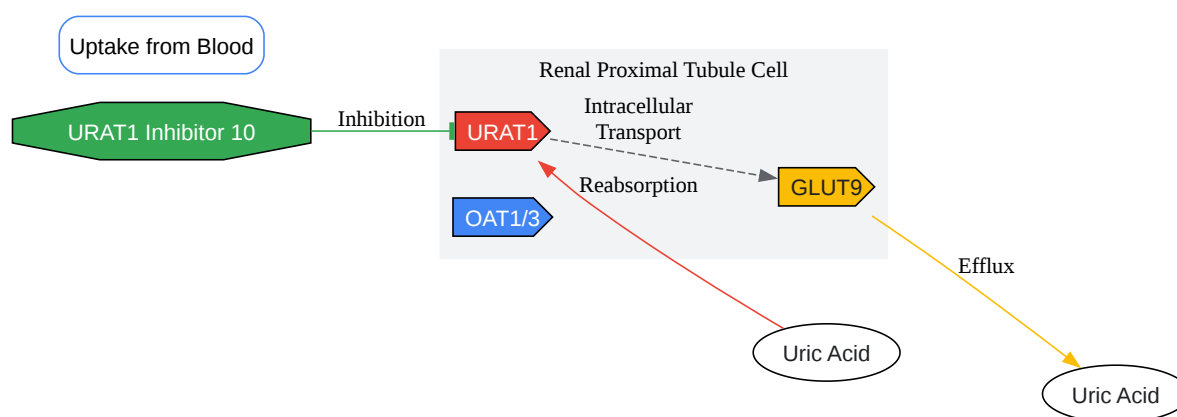 Uptake from Blood
Renal Proximal Tubule Cell
URAT1 Inhibitor 10
Inhibition
URAT1
Intracellular
Transport
Reabsorption
GLUT9
OAT1/3
Efflux
Uric Acid
Uric Acid